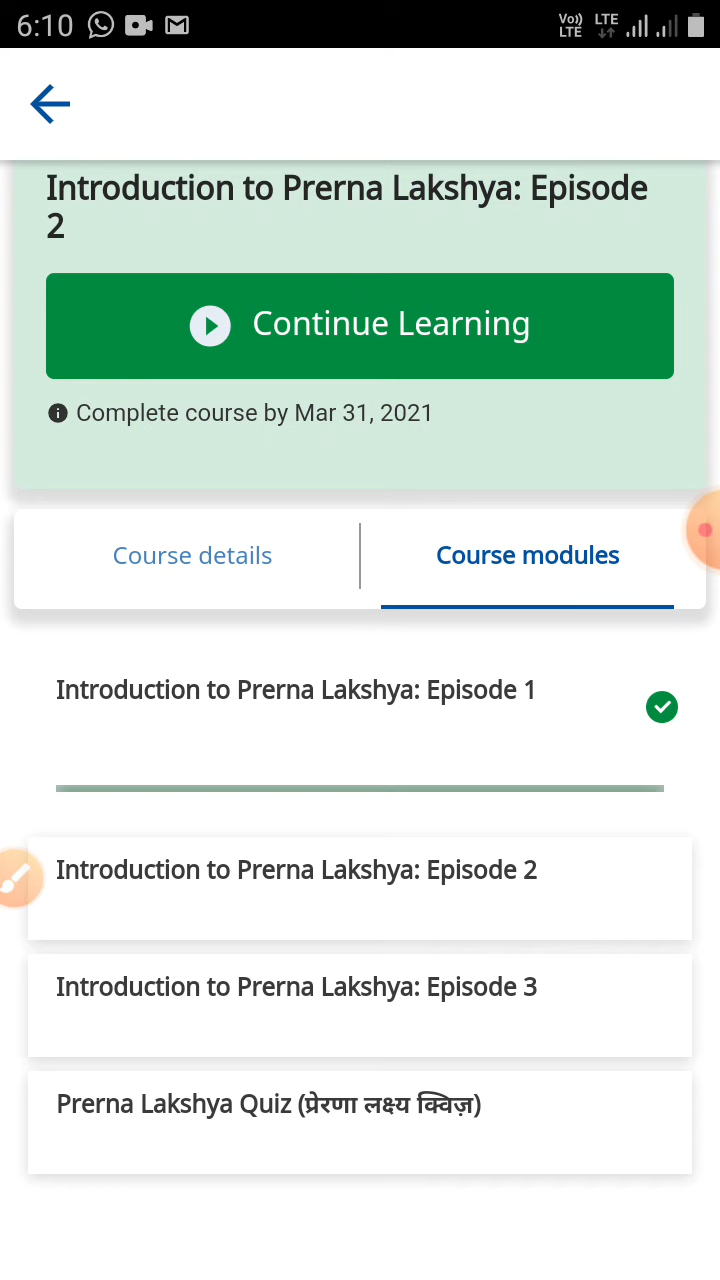 6:10
Vo)) LTE
LTE
Introduction to Prerna Lakshya: Episode
2
Continue Learning
Complete course by Mar 31, 2021
Course details
Course modules
Introduction to Prerna Lakshya: Episode 1
Introduction to Prerna Lakshya: Episode 2
Introduction to Prerna Lakshya: Episode 3
Prerna Lakshya Quiz (प्रेरणा लक्ष्य क्विज़)